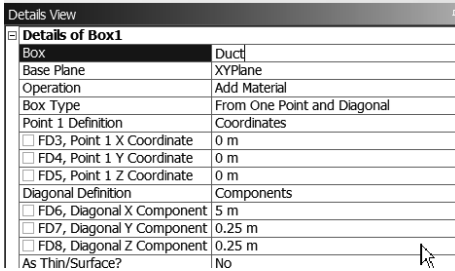 Details View
Details of Box1
Box Duct
Base Plane XYPlane
Operation Add Material
Box Type From One Point and Diagonal
Point 1 Definition Coordinates
FD3, Point 1 X Coordinate 0 m
FD4, Point 1 Y Coordinate 0 m
FD5, Point 1 Z Coordinate 0 m
Diagonal Definition Components
FD6, Diagonal X Component 5 m
FD7, Diagonal Y Component 0.25 m
FD8, Diagonal Z Component 0.25 m
As Thin/Surface? No